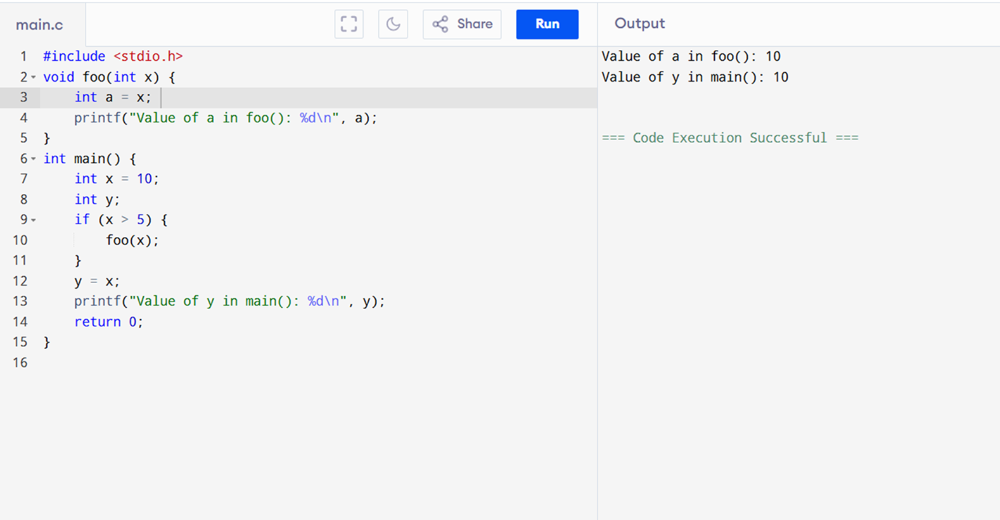 main.c
Share
Run
Output
1 #include <stdio.h>
2 void foo(int x) {
3     int a = x;
4     printf("Value of a in foo(): %d\n", a);
5 }
6 int main() {
7     int x = 10;
8     int y;
9     if (x > 5) {
10         foo(x);
11     }
12     y = x;
13     printf("Value of y in main(): %d\n", y);
14     return 0;
15 }
16
Value of a in foo(): 10
Value of y in main(): 10
=== Code Execution Successful ===